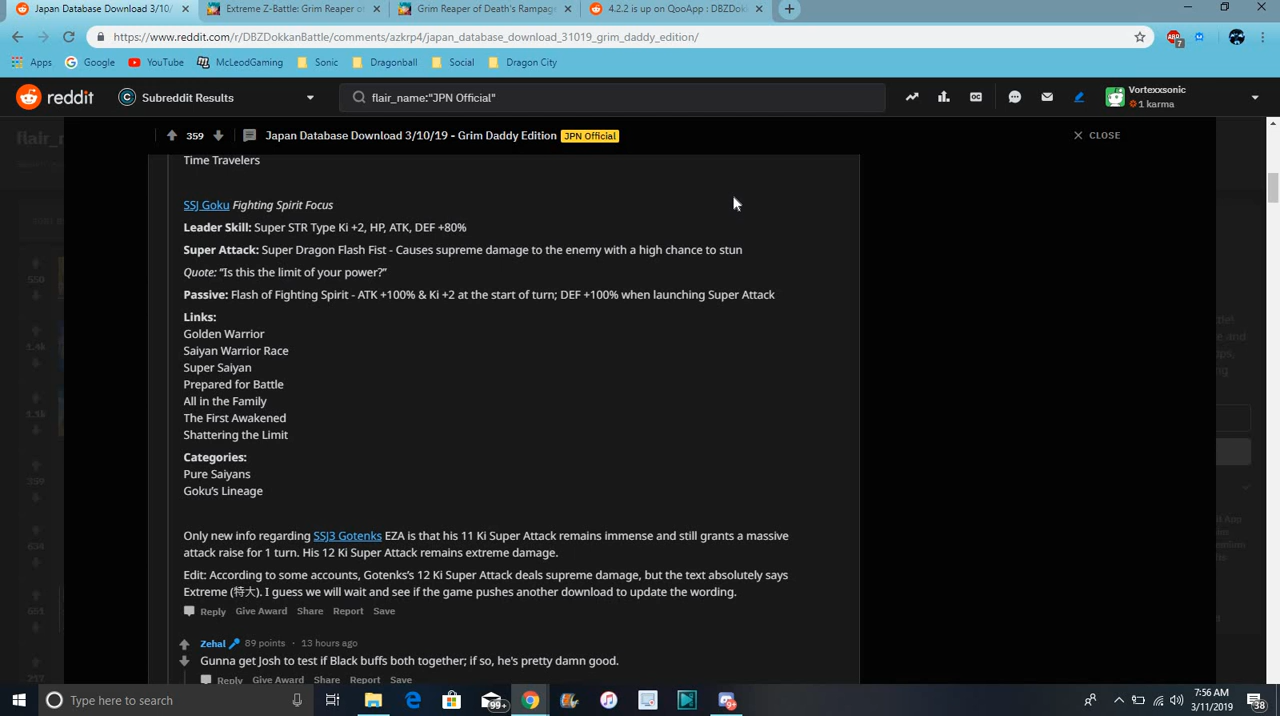 Japan Database Download 3/10/19
Extreme Z-Battle: Grim Reaper of
Grim Reaper of Death's Rampage
4.2.2 is up on QooApp : DBZDok
https://www.reddit.com/r/DBZDokkanBattle/comments/azkrp4/japan_database_download_31019_grim_daddy_edition/
7
Apps Google YouTube McLeodGaming Sonic Dragonball Social Dragon City
reddit Subreddit Results flair_name:"JPN Official" Vortexxsonic
1 karma
359 Japan Database Download 3/10/19 - Grim Daddy Edition JPN Official CLOSE
Time Travelers
SSJ Goku Fighting Spirit Focus
Leader Skill: Super STR Type Ki +2, HP, ATK, DEF +80%
Super Attack: Super Dragon Flash Fist - Causes supreme damage to the enemy with a high chance to stun
Quote: “Is this the limit of your power?”
Passive: Flash of Fighting Spirit - ATK +100% & Ki +2 at the start of turn; DEF +100% when launching Super Attack
Links:
Golden Warrior
Saiyan Warrior Race
Super Saiyan
Prepared for Battle
All in the Family
The First Awakened
Shattering the Limit
Categories:
Pure Saiyans
Goku’s Lineage
Only new info regarding SSJ3 Gotenks EZA is that his 11 Ki Super Attack remains immense and still grants a massive
attack raise for 1 turn. His 12 Ki Super Attack remains extreme damage.
Edit: According to some accounts, Gotenks’s 12 Ki Super Attack deals supreme damage, but the text absolutely says
Extreme (特大). I guess we will wait and see if the game pushes another download to update the wording.
Reply Give Award Share Report Save
Zehal 89 points · 13 hours ago
Gunna get Josh to test if Black buffs both together; if so, he's pretty damn good.
Reply Give Award Share Report Save
Type here to search
99+
9+
7:56 AM
3/11/2019
38